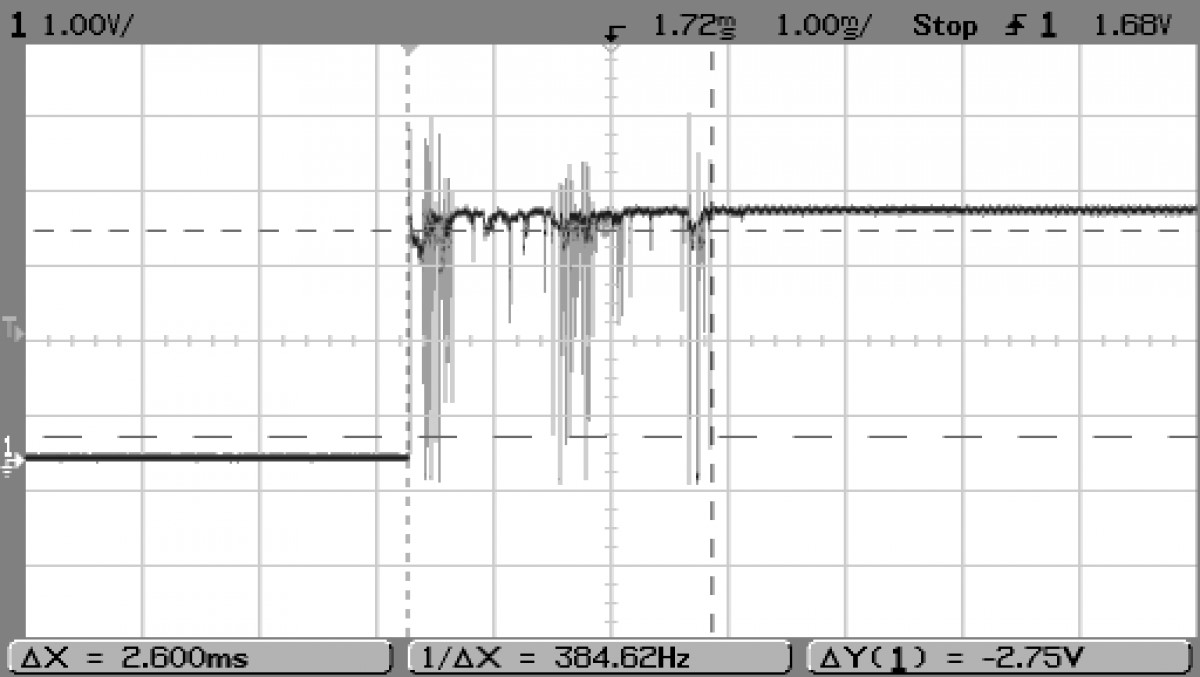 1 1.00V/ 1.72ms 1.00ms/ Stop 1 1.68V
T
1
ΔX = 2.600ms 1/ΔX = 384.62Hz ΔY(1) = -2.75V